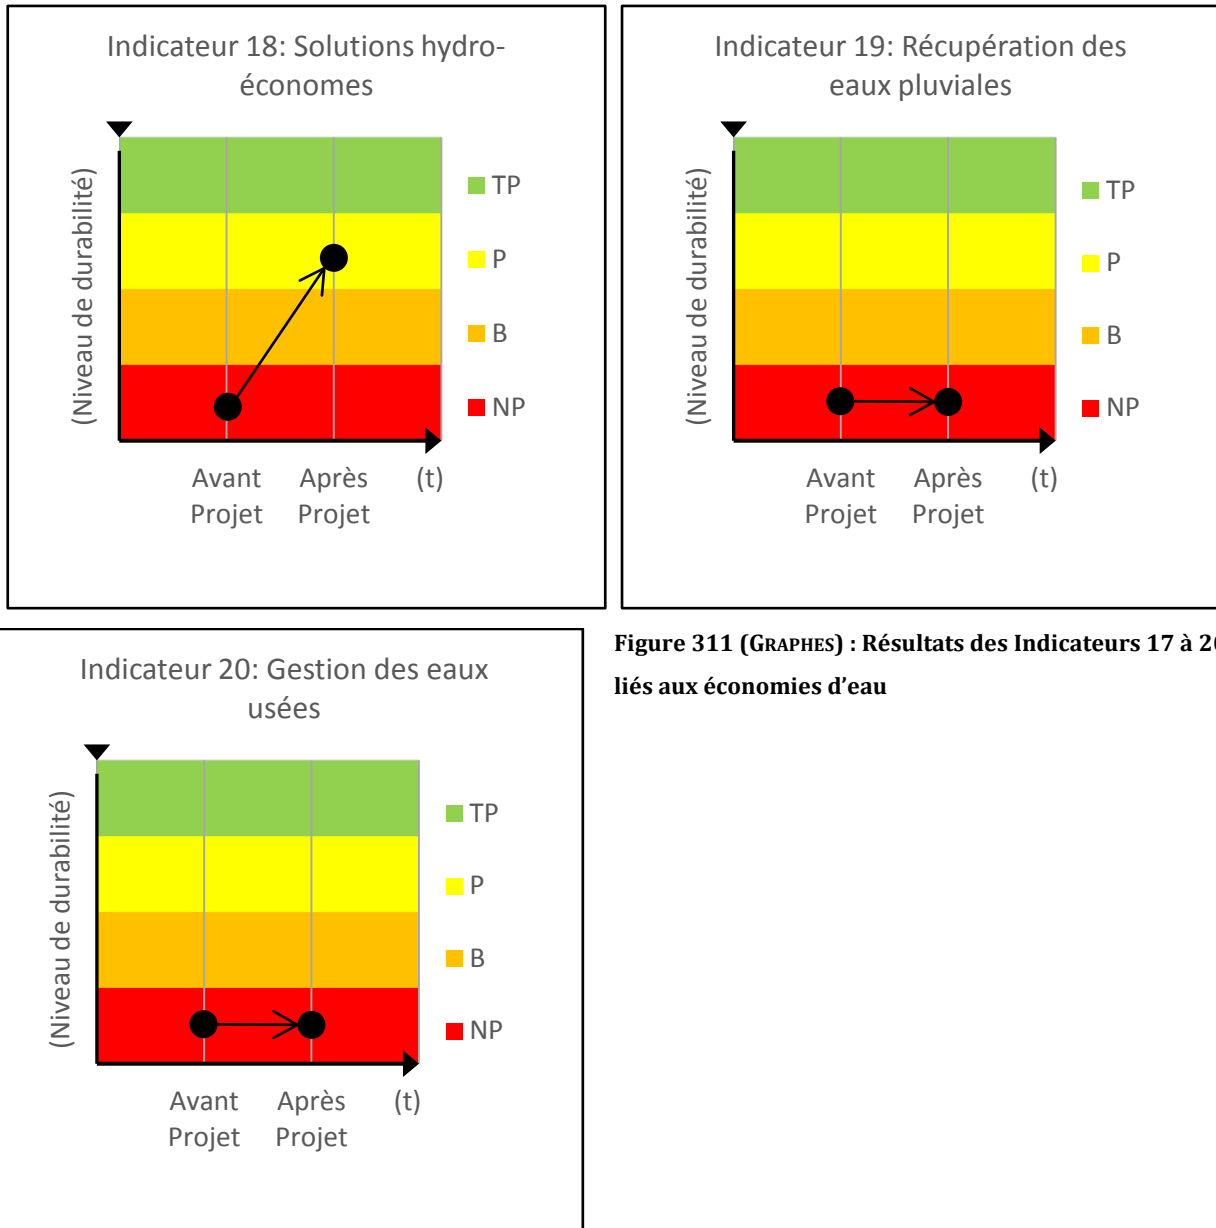 Indicateur 18: Solutions hydro-
économes
(Niveau de durabilité)
TP
P
B
NP
Avant
Projet
Après
Projet
(t)
Indicateur 19: Récupération des
eaux pluviales
(Niveau de durabilité)
TP
P
B
NP
Avant
Projet
Après
Projet
(t)
Indicateur 20: Gestion des eaux
usées
(Niveau de durabilité)
TP
P
B
NP
Avant
Projet
Après
Projet
(t)
Figure 311 (GRAPHES) : Résultats des Indicateurs 17 à
liés aux économies d’eau